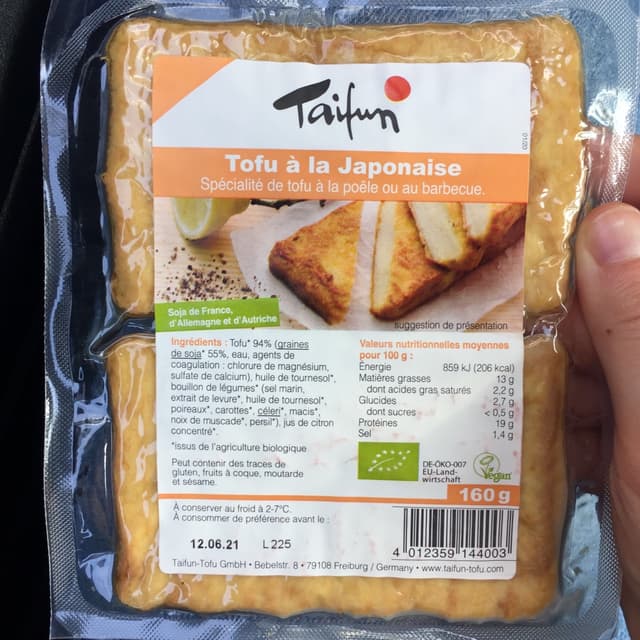 Taifun
01/20
Tofu à la Japonaise
Spécialité de tofu à la poêle ou au barbecue.
Soja de France,
d'Allemagne et d'Autriche
suggestion de présentation
Ingrédients : Tofu* 94% (graines
de soja* 55%, eau, agents de
coagulation : chlorure de magnésium,
sulfate de calcium), huile de tournesol*,
bouillon de légumes* (sel marin,
extrait de levure*, huile de tournesol*,
poireaux*, carottes*, céleri*, macis*,
noix de muscade*, persil*), jus de citron
concentré*.
*issus de l'agriculture biologique
Peut contenir des traces de
gluten, fruits à coque, moutarde
et sésame.
Valeurs nutritionnelles moyennes
pour 100 g :
Énergie 859 kJ (206 kcal)
Matières grasses 13 g
dont acides gras saturés 2,2 g
Glucides 2,7 g
dont sucres < 0,5 g
Protéines 19 g
Sel 1,4 g
DE-ÖKO-007
EU-Land-
wirtschaft
Vegan
160 g
À conserver au froid à 2-7°C.
À consommer de préférence avant le :
12.06.21 L 225
4 012359 144003
Taifun-Tofu GmbH • Bebelstr. 8 • 79108 Freiburg / Germany • www.taifun-tofu.com